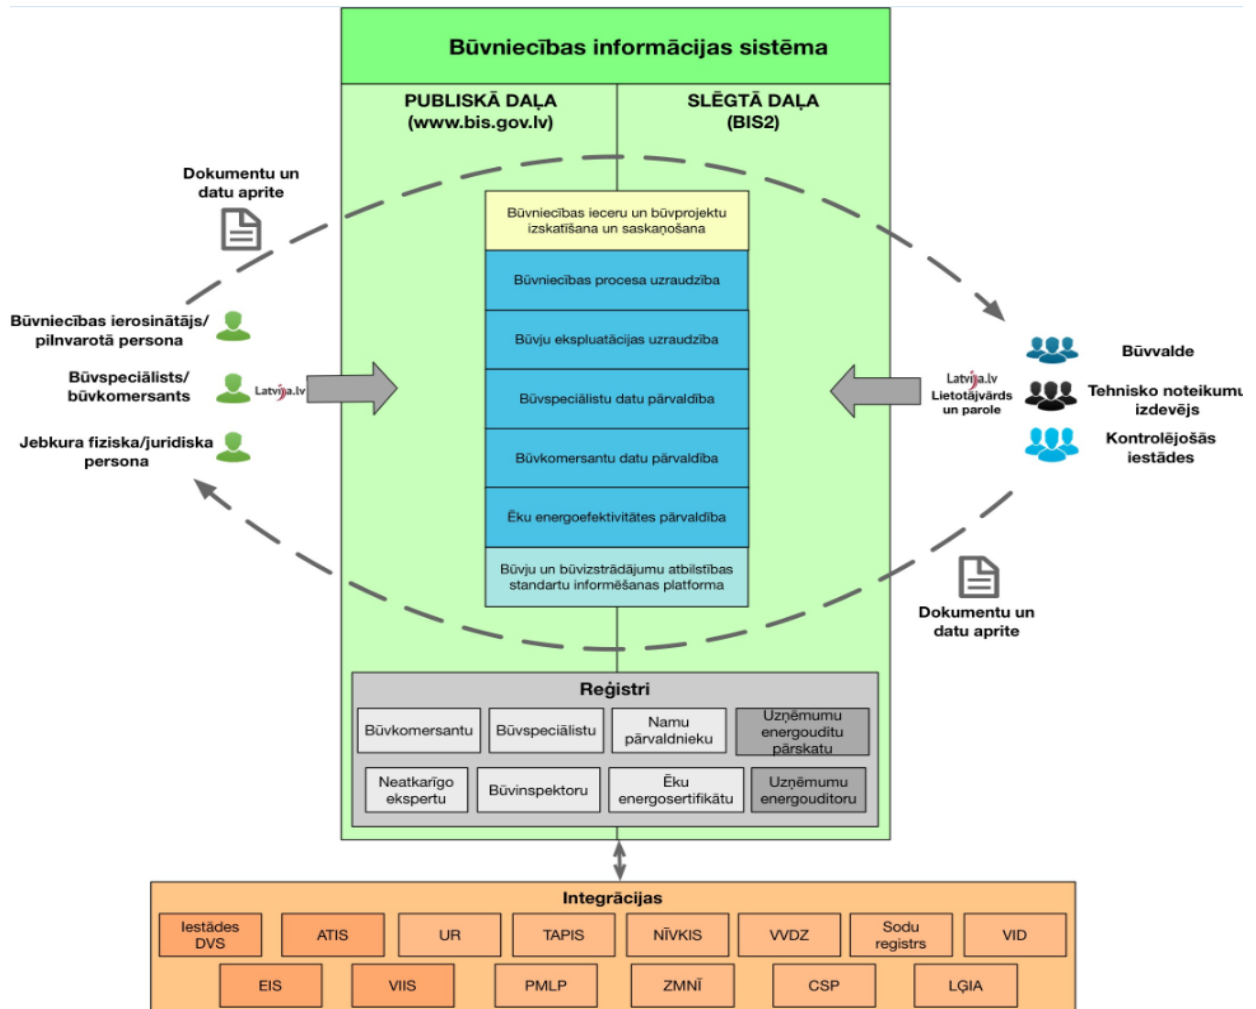 Būvniecības informācijas sistēma
PUBLISKĀ DAĻA
(www.bis.gov.lv)
SLĒGTĀ DAĻA
(BIS2)
Dokumentu un
datu aprite
Būvniecības ieceru un būvprojektu
izskatīšana un saskaņošana
Būvniecības procesa uzraudzība
Būvju ekspluatācijas uzraudzība
Būvspeciālistu datu pārvaldība
Būvkomersantu datu pārvaldība
Ēku energoefektivitātes pārvaldība
Būvju un būvizstrādājumu atbilstības
standartu informēšanas platforma
Būvniecības ierosinātājs/
pilnvarotā persona
Būvspeciālists/
būvkomersants
Latvija.lv
Jebkura fiziska/juridiska
persona
Latvija.lv
Lietotājvārds
un parole
Būvvalde
Tehnisko noteikumu
izdevējs
Kontrolējošās
iestādes
Dokumentu un
datu aprite
Reģistri
Būvkomersantu
Būvspeciālistu
Namu
pārvaldnieku
Uzņēmumu
energouditu
pārskatu
Neatkarīgo
ekspertu
Būvinspektoru
Ēku
energosertifikātu
Uzņēmumu
energouditoru
Integrācijas
Iestādes
DVS
ATIS
UR
TAPIS
NĪVKIS
VVDZ
Sodu
registrs
VID
EIS
VIIS
PMLP
ZMNĪ
CSP
LĢIA